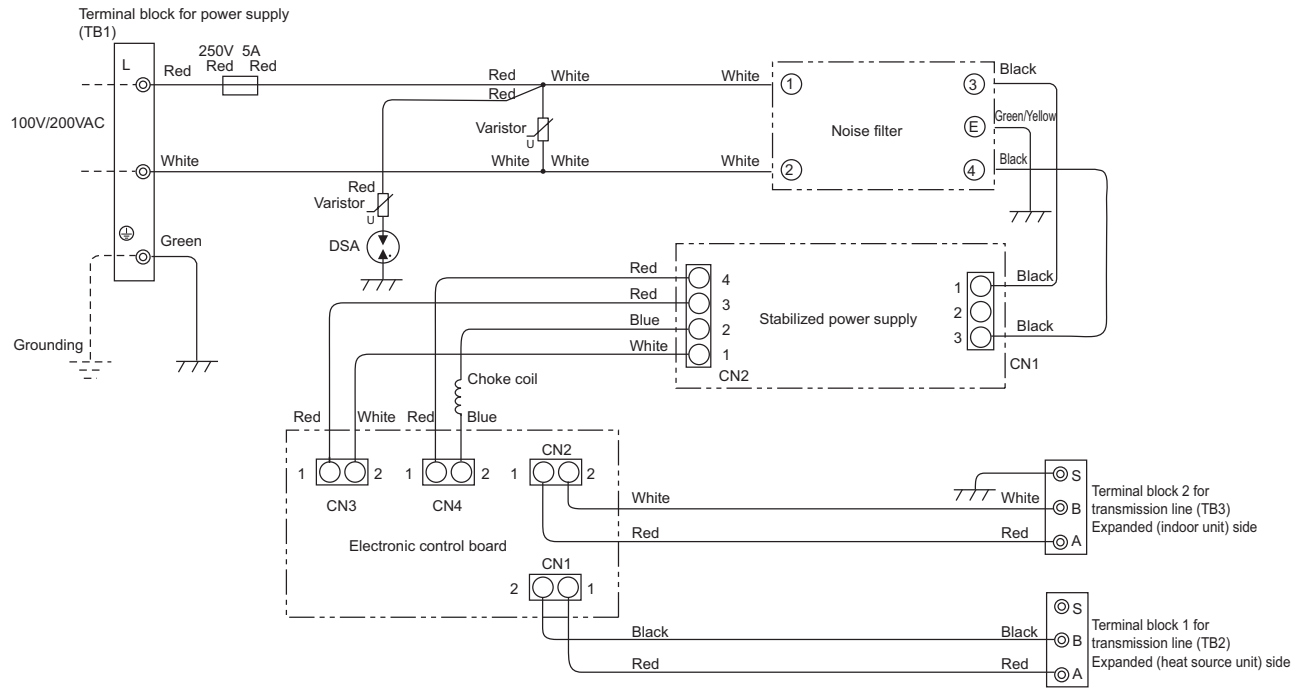 Terminal block for power supply
(TB1)
L
250V 5A
Red
Red Red
Red
White
White
Red
100V/200VAC
Varistor
U
White
White
White
White
Red
Varistor
U
DSA
Green
Grounding
1
2
Noise filter
3
E
4
Black
Green/Yellow
Black
Red
Red
Blue
White
4
3
2
1
CN2
Stabilized power supply
1
2
3
CN1
Black
Black
Choke coil
Red
White
Red
Blue
1
2
CN3
1
2
CN4
CN2
1
2
Electronic control board
CN1
2
1
White
White
Red
Red
S
B
A
Terminal block 2 for
transmission line (TB3)
Expanded (indoor unit) side
Black
Black
Red
Red
S
B
A
Terminal block 1 for
transmission line (TB2)
Expanded (heat source unit) side